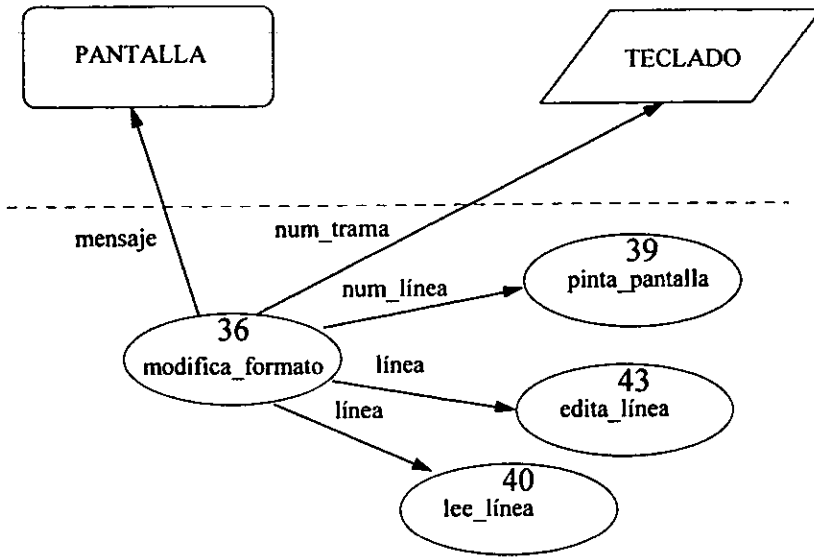 PANTALLA
TECLADO
mensaje
num_trama
39
pinta_pantalla
num_línea
36
modifica_formato
línea
43
edita_línea
línea
40
lee_línea